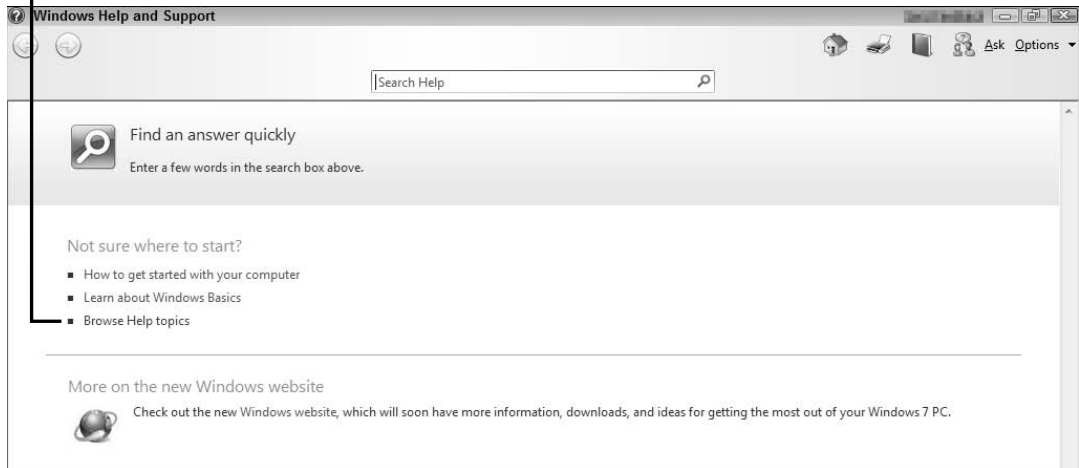 Windows Help and Support
Ask Options
Search Help
Find an answer quickly
Enter a few words in the search box above.
Not sure where to start?
How to get started with your computer
Learn about Windows Basics
Browse Help topics
More on the new Windows website
Check out the new Windows website, which will soon have more information, downloads, and ideas for getting the most out of your Windows 7 PC.